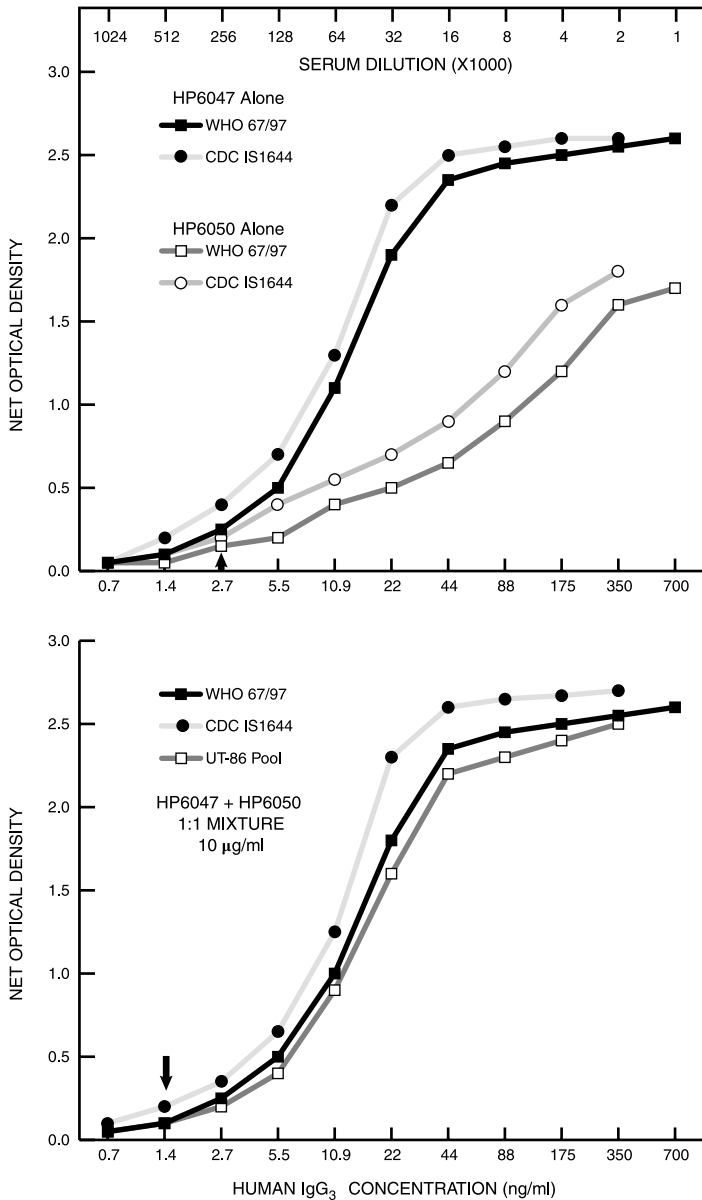 1024 512 256 128 64 32 16 8 4 2 1
SERUM DILUTION (X1000)
3.0
2.5
2.0
1.5
1.0
0.5
0.0
NET OPTICAL DENSITY
HP6047 Alone
WHO 67/97
CDC IS1644
HP6050 Alone
WHO 67/97
CDC IS1644
0.7 1.4 2.7 5.5 10.9 22 44 88 175 350 700
3.0
2.5
2.0
1.5
1.0
0.5
0.0
NET OPTICAL DENSITY
WHO 67/97
CDC IS1644
UT-86 Pool
HP6047 + HP6050
1:1 MIXTURE
10 µg/ml
0.7 1.4 2.7 5.5 10.9 22 44 88 175 350 700
HUMAN IgG₃ CONCENTRATION (ng/ml)